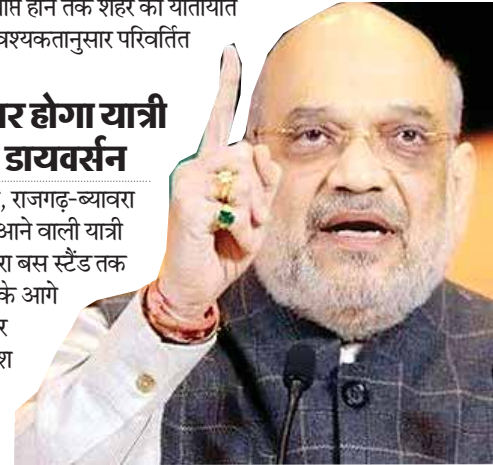 होने तक शहर का यातायात
वश्यकतानुसार परिवर्तित
र होगा यात्री
डायवर्सन
, राजगढ़-ब्यावरा
आने वाली यात्री
रा बस स्टैंड तक
के आगे
र
श